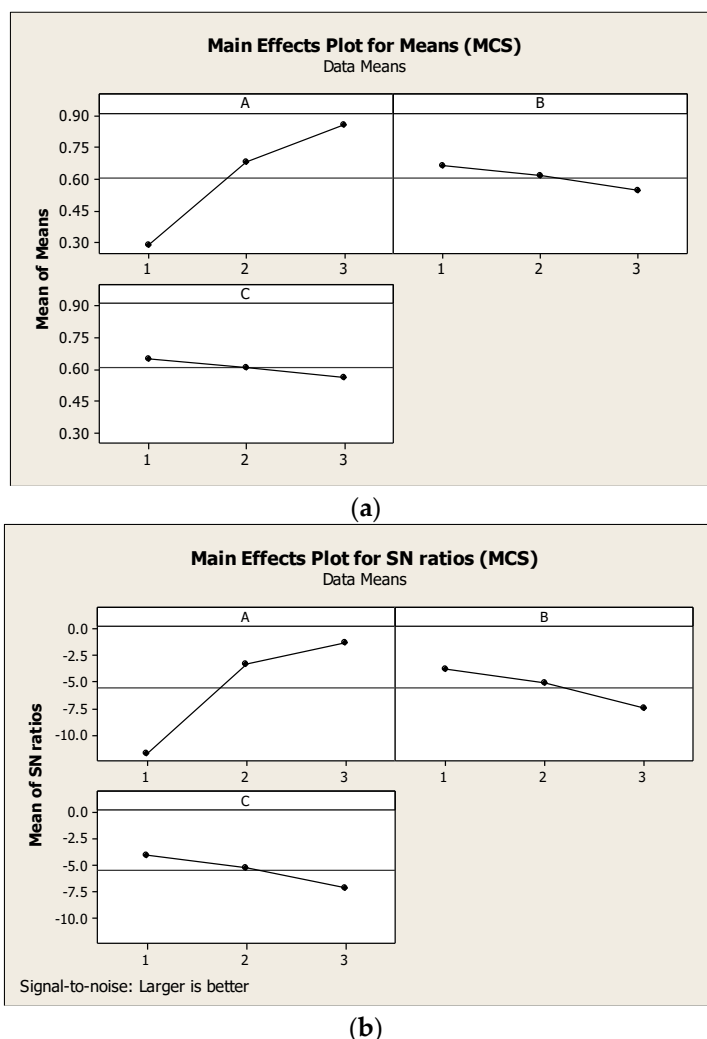 Main Effects Plot for Means (MCS)
Data Means
Mean of Means
A
B
0.90
0.75
0.60
0.45
0.30
1 2 3
1 2 3
C
0.90
0.75
0.60
0.45
0.30
1 2 3
(a)
Main Effects Plot for SN ratios (MCS)
Data Means
Mean of SN ratios
A
B
0.0
-2.5
-5.0
-7.5
-10.0
1 2 3
1 2 3
C
0.0
-2.5
-5.0
-7.5
-10.0
1 2 3
Signal-to-noise: Larger is better
(b)